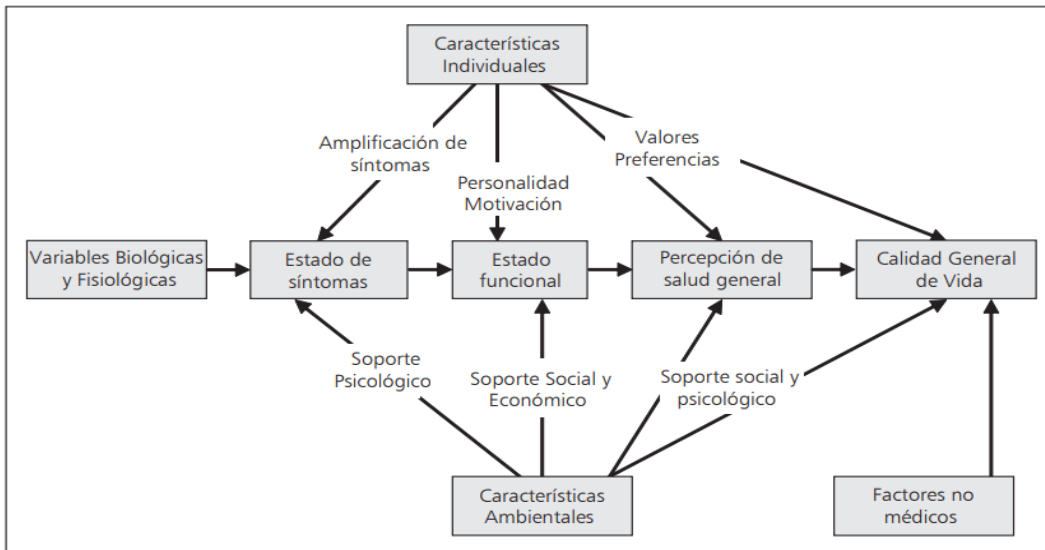 Características
Individuales
Amplificación de
síntomas
Valores
Preferencias
Personalidad
Motivación
Variables Biológicas
y Fisiológicas
Estado de
síntomas
Estado
funcional
Percepción de
salud general
Calidad General
de Vida
Soporte
Psicológico
Soporte Social y
Económico
Soporte social y
psicológico
Características
Ambientales
Factores no
médicos